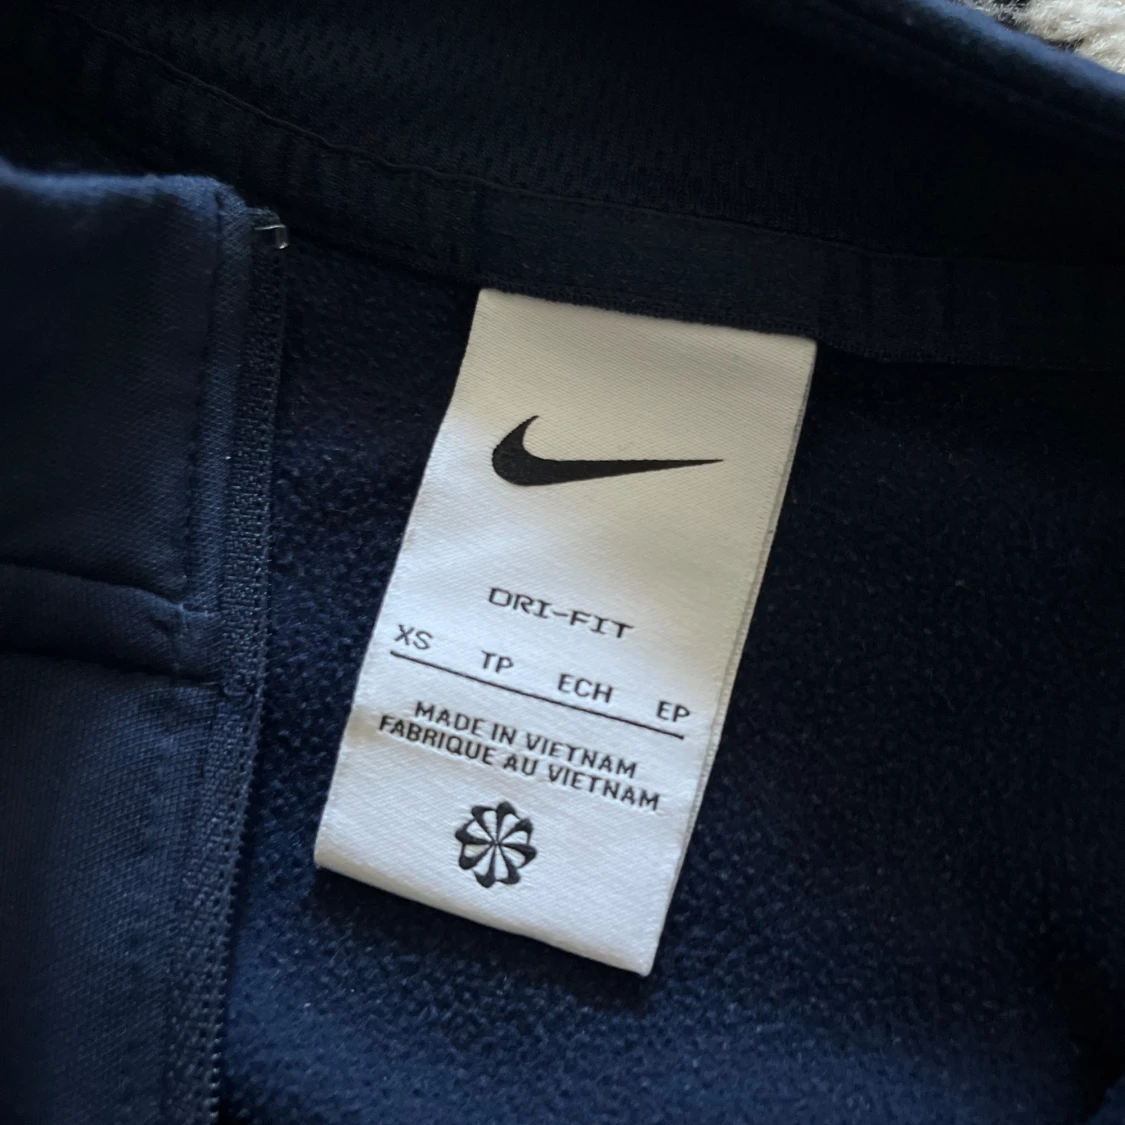 DRI-FIT
XS TP ECH EP
MADE IN VIETNAM
FABRIQUE AU VIETNAM